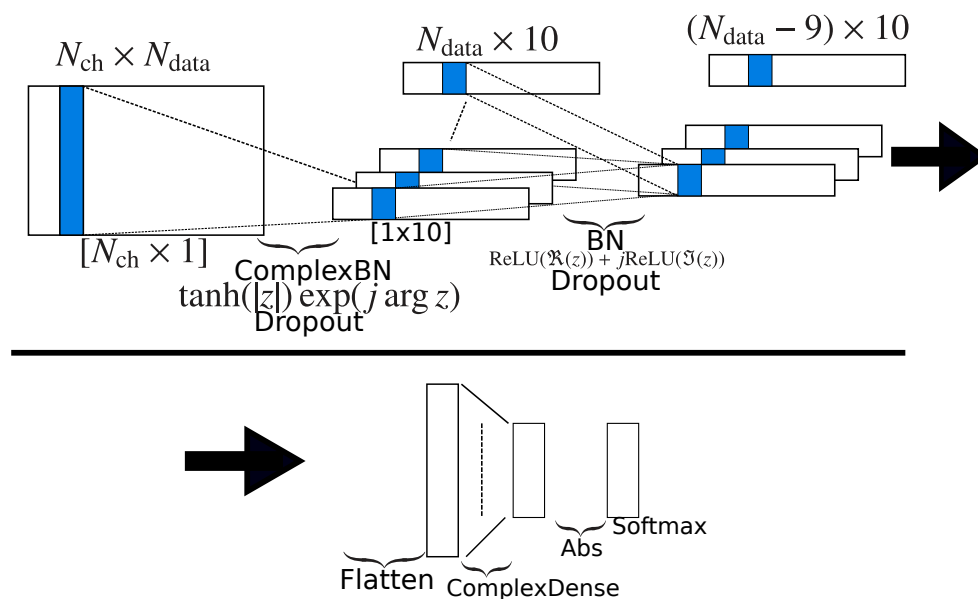 N_ch × N_data
N_data × 10
(N_data − 9) × 10
[N_ch × 1]
[1x10]
ComplexBN
tanh(|z|) exp(j arg z)
Dropout
BN
ReLU(ℜ(z)) + jReLU(ℑ(z))
Dropout
Flatten
ComplexDense
Abs
Softmax